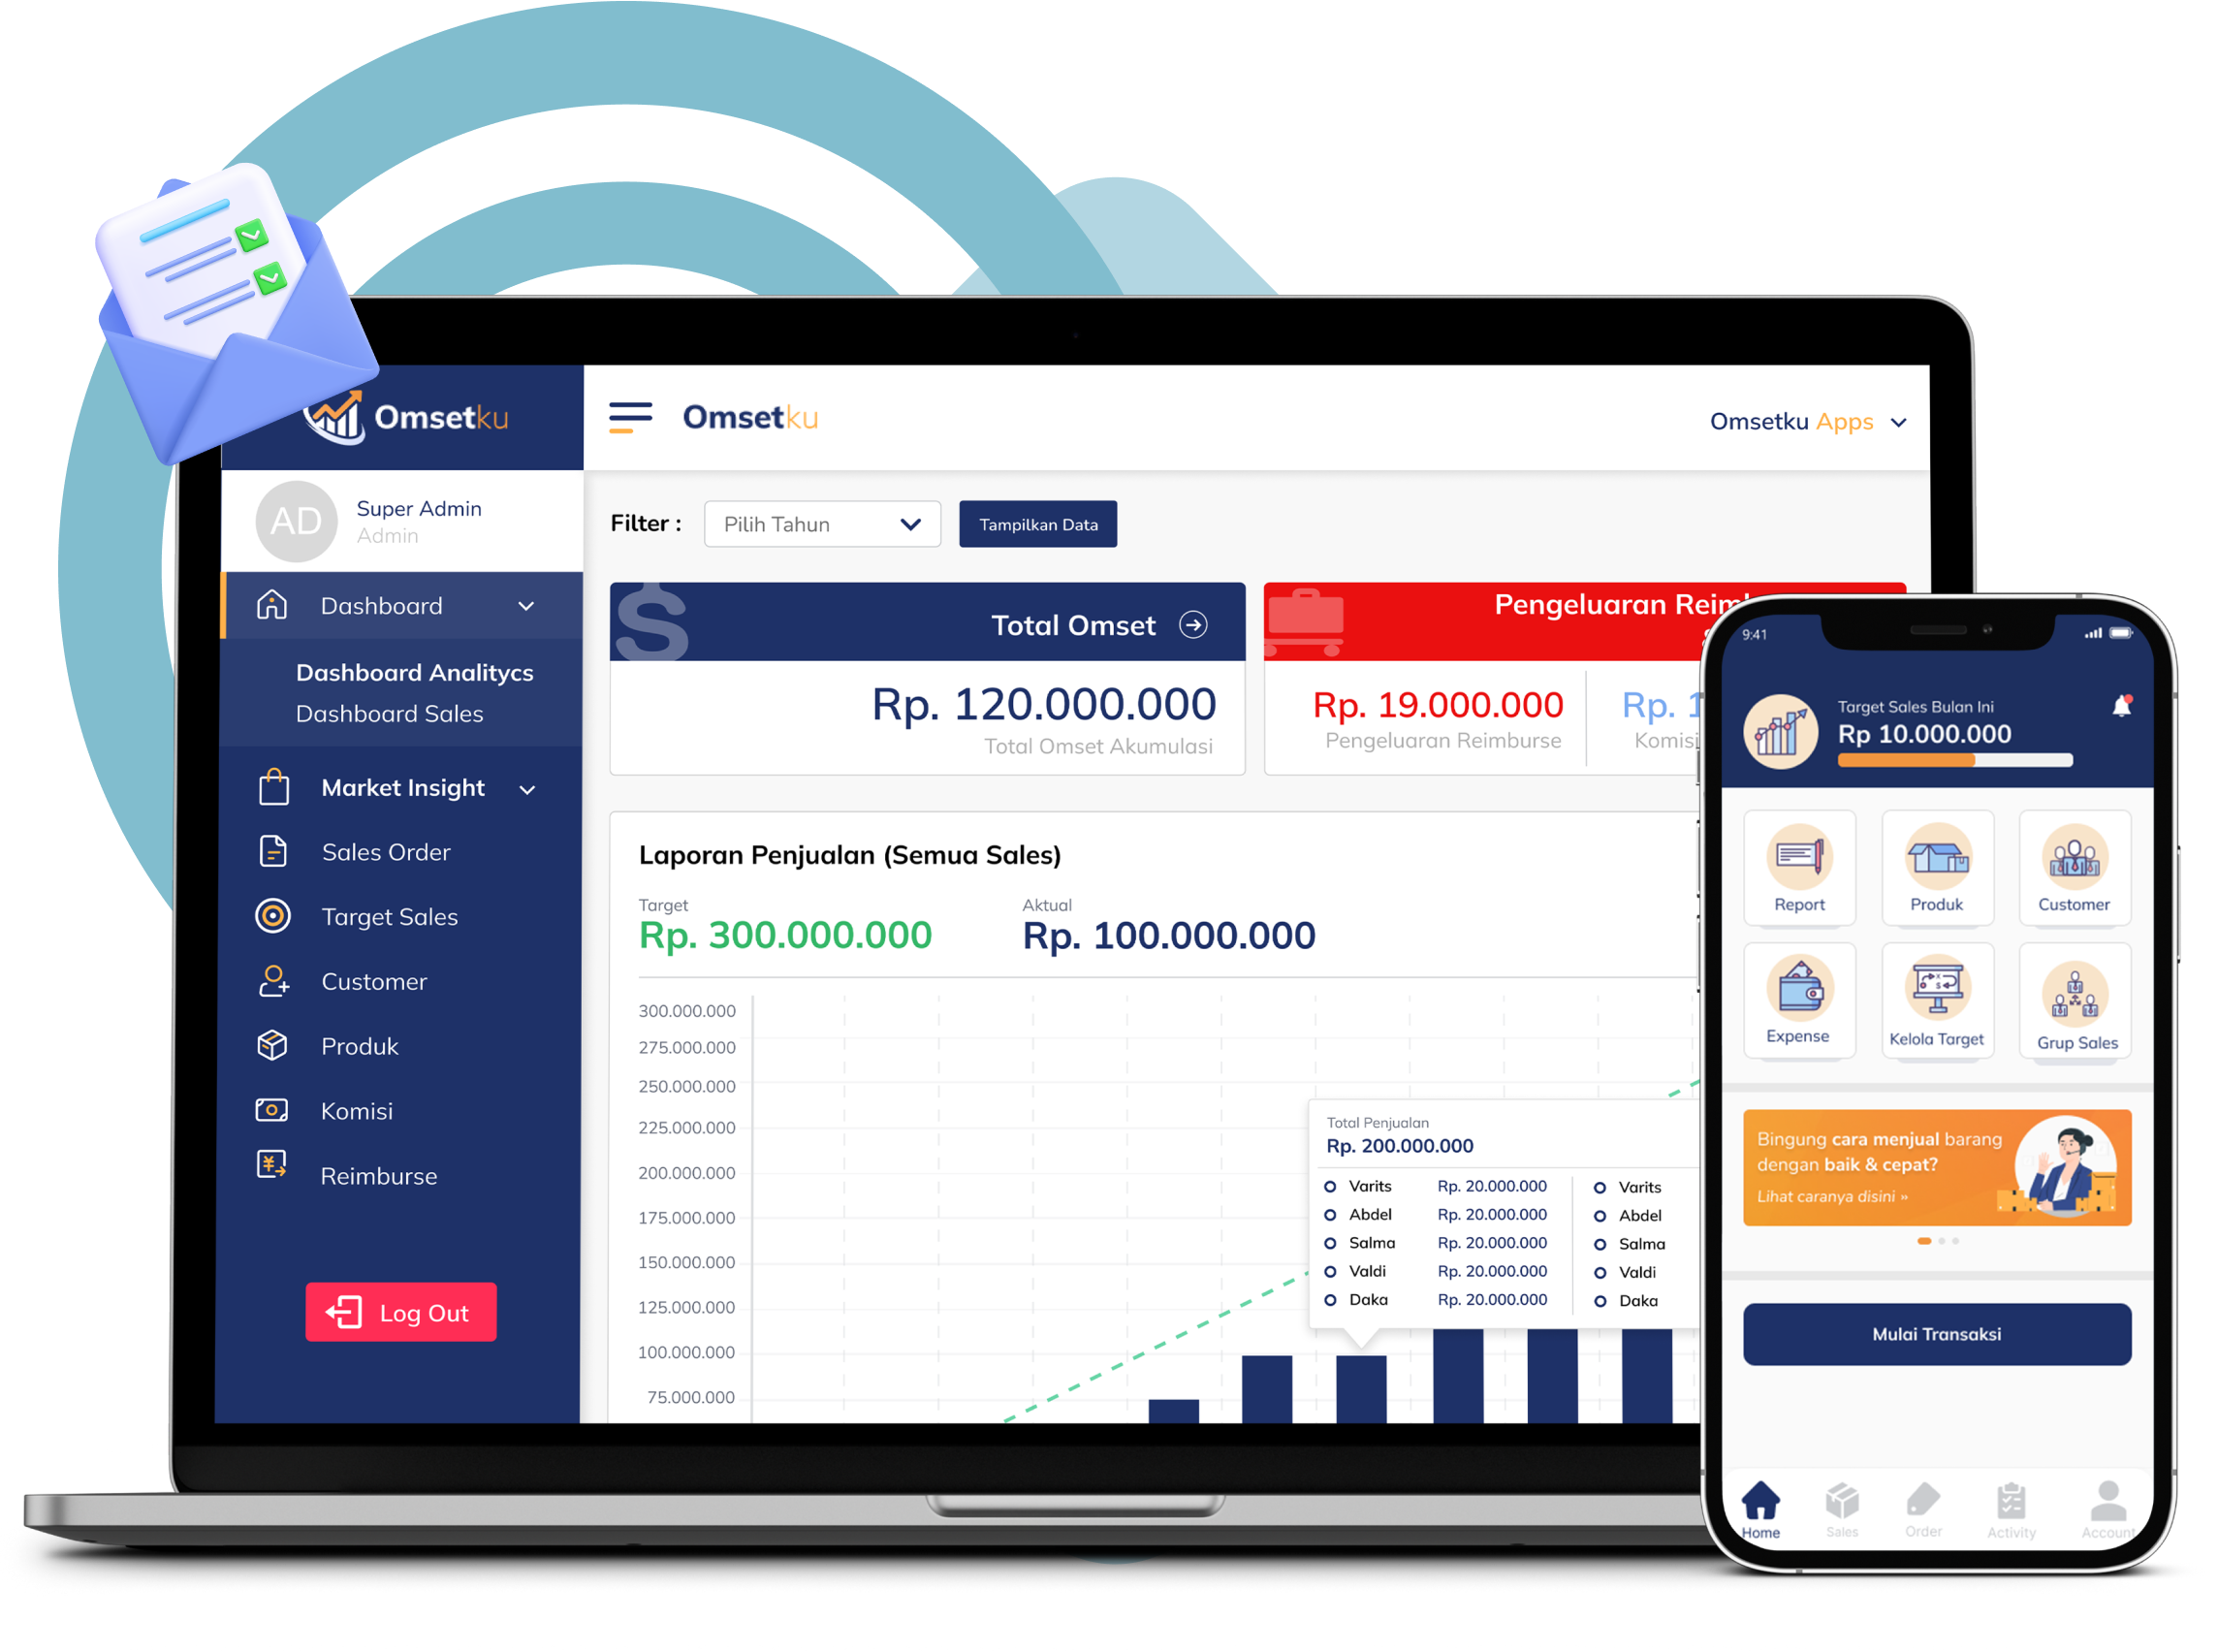 Omsetku
Omsetku
Omsetku Apps
AD
Super Admin
Admin
Dashboard
Dashboard Analitycs
Dashboard Sales
Market Insight
Sales Order
Target Sales
Customer
Produk
Komisi
Reimburse
Log Out
Filter :
Pilih Tahun
Tampilkan Data
$
Total Omset
Rp. 120.000.000
Total Omset Akumulasi
Pengeluaran
Rp. 19.000.000
Pengeluaran Reimburse
Rp. 1
Komisi
Laporan Penjualan (Semua Sales)
Target
Rp. 300.000.000
Aktual
Rp. 100.000.000
300.000.000
275.000.000
250.000.000
225.000.000
200.000.000
175.000.000
150.000.000
125.000.000
100.000.000
75.000.000
Total Penjualan
Rp. 200.000.000
Varits Rp. 20.000.000 Varits
Abdel Rp. 20.000.000 Abdel
Salma Rp. 20.000.000 Salma
Valdi Rp. 20.000.000 Valdi
Daka Rp. 20.000.000 Daka
9:41
Target Sales Bulan Ini
Rp 10.000.000
Report
Produk
Customer
Expense
Kelola Target
Grup Sales
Bingung cara menjual barang
dengan baik & cepat?
Lihat caranya disini »
Mulai Transaksi
Home
Sales
Order
Activity
Account